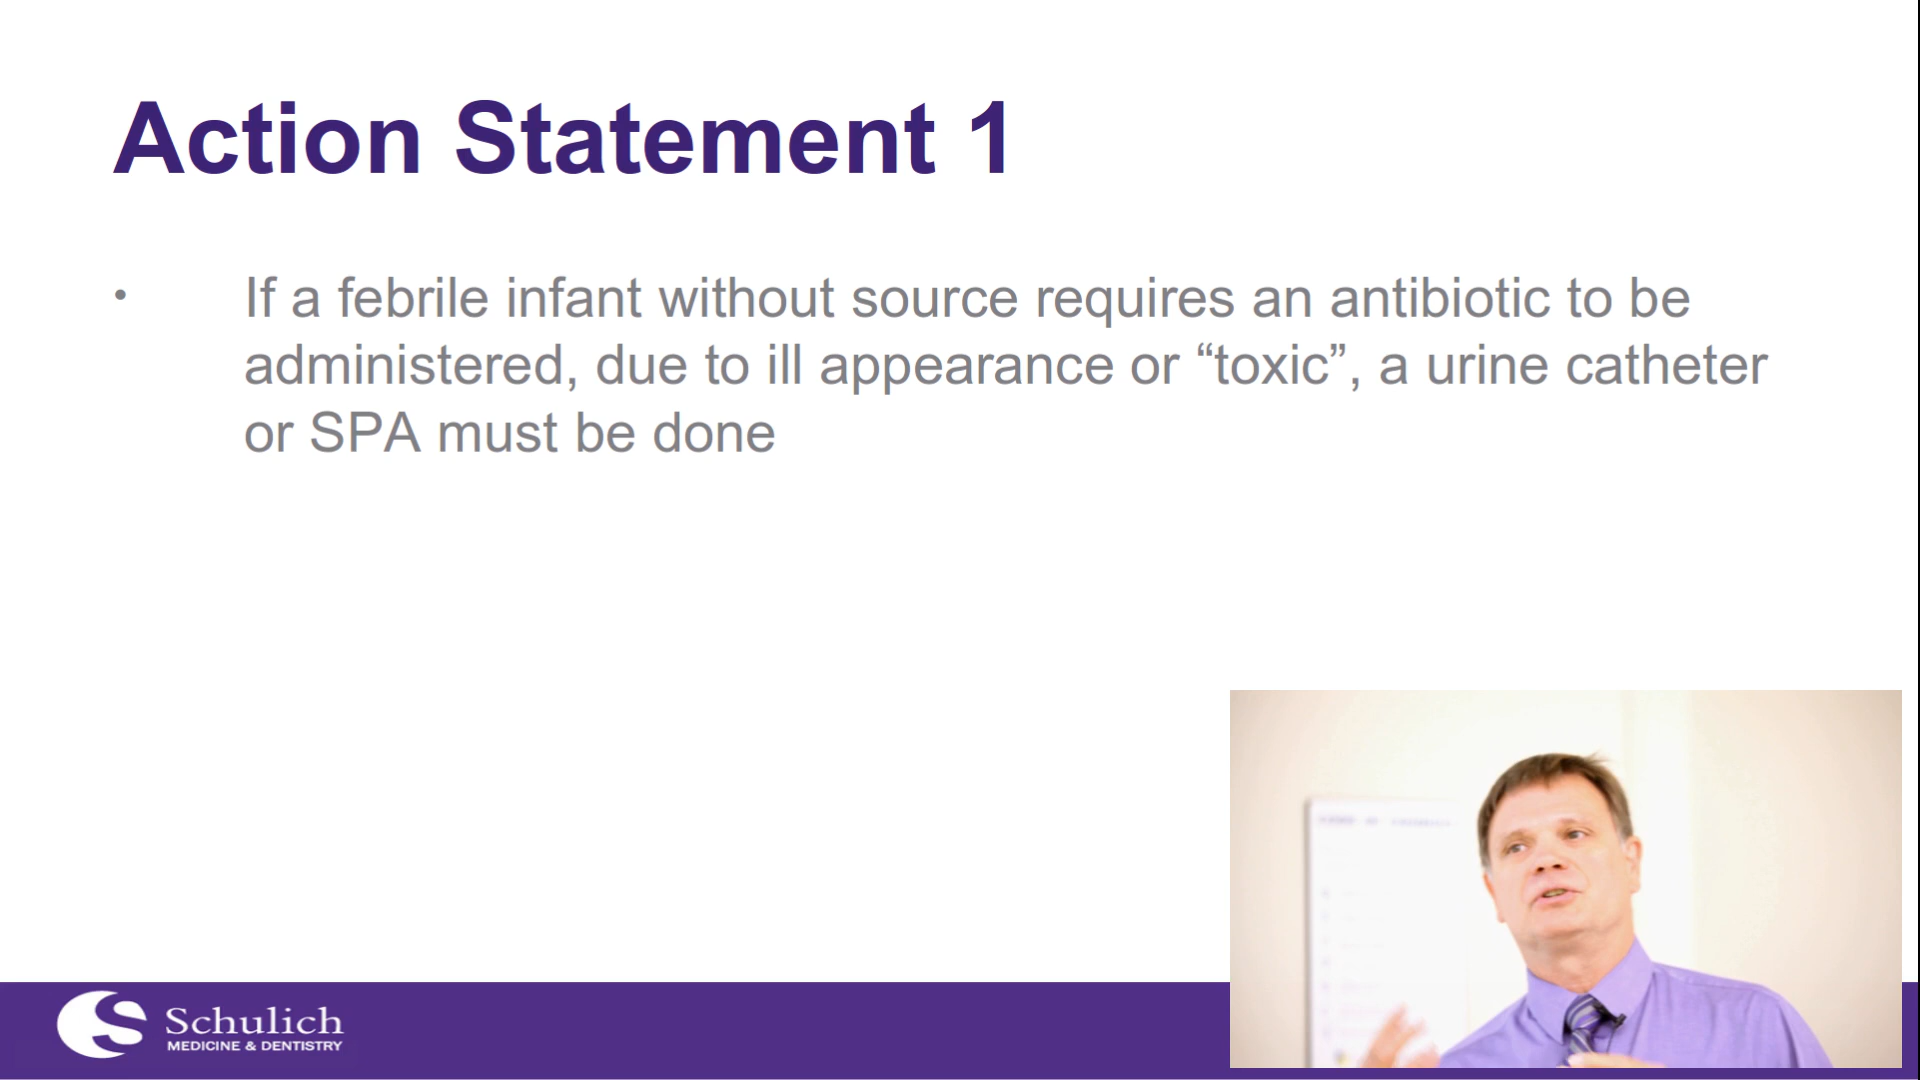 Action Statement 1
• If a febrile infant without source requires an antibiotic to be
administered, due to ill appearance or “toxic”, a urine catheter
or SPA must be done
Schulich
MEDICINE & DENTISTRY